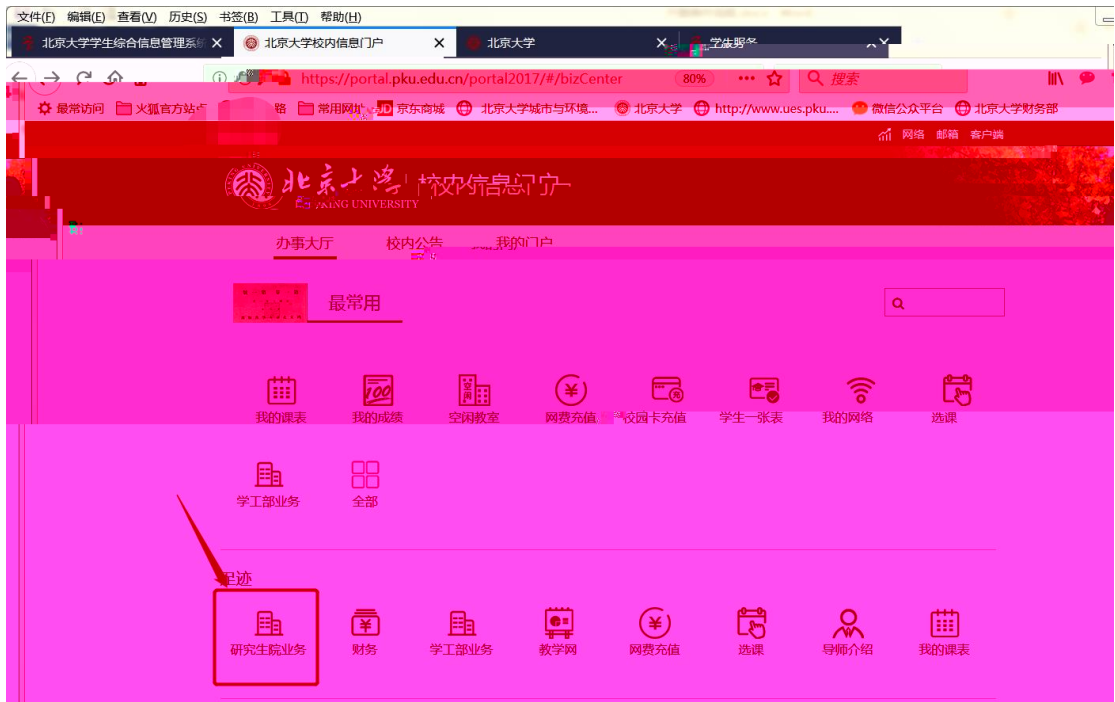 文件(F) 编辑(E) 查看(V) 历史(S) 书签(B) 工具(T) 帮助(H)
北京大学学生综合信息管理系统 北京大学校内信息门户 北京大学
https://portal.pku.edu.cn/portal2017/#/bizCenter 80% 搜索
最常访问 火狐官方站点 常用网址 JD 京东商城 北京大学城市与环境... 北京大学 http://www.ues.pku.... 微信公众平台 北京大学财务部
网络 邮箱 客户端
北京大学 校内信息门户
PEKING UNIVERSITY
办事大厅 校内公告 我的门户
最常用
100 空闲
我的课表 我的成绩 空闲教室 网费充值 校园卡充值 学生一张表 我的网络 选课
学工部业务 全部
足迹
研究生院业务 财务 学工部业务 教学网 网费充值 选课 导师介绍 我的课表